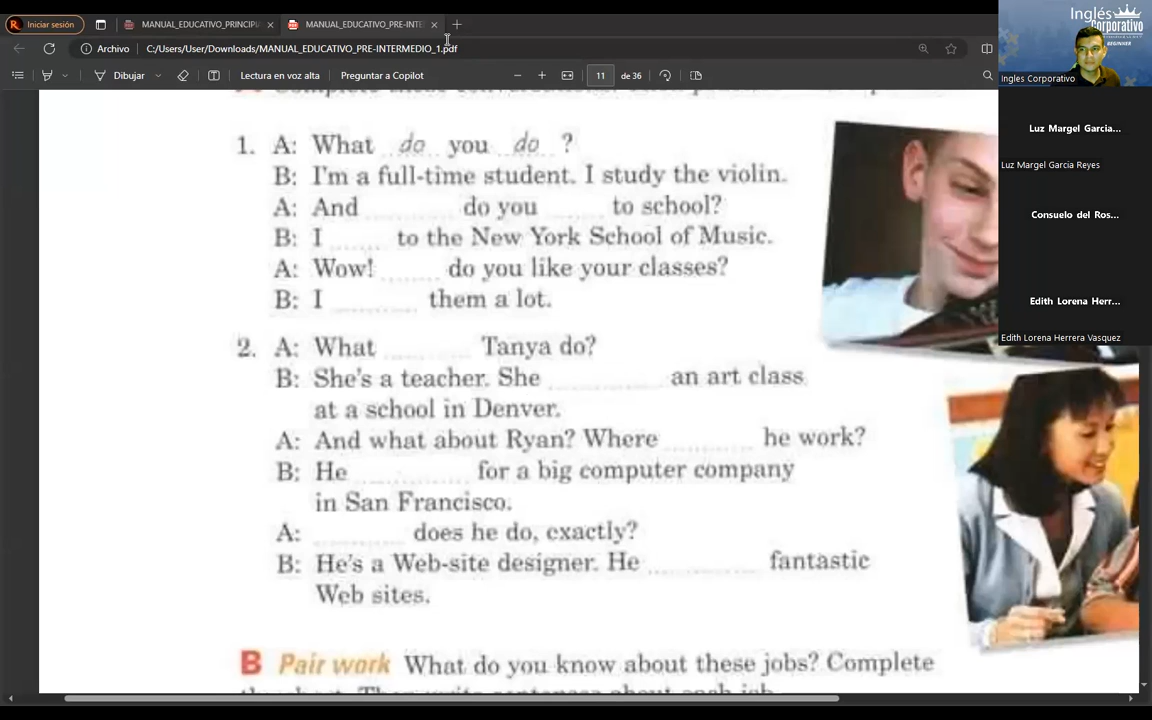 Iniciar sesión
MANUAL_EDUCATIVO_PRINCIPI
MANUAL_EDUCATIVO_PRE-INTER
Archivo C:/Users/User/Downloads/MANUAL_EDUCATIVO_PRE-INTERMEDIO_1.pdf
Dibujar
Lectura en voz alta
Preguntar a Copilot
11 de 36
1. A: What do you do ?
B: I'm a full-time student. I study the violin.
A: And ........ do you ........ to school?
B: I ........ to the New York School of Music.
A: Wow! ........ do you like your classes?
B: I ........ them a lot.
2. A: What ........ Tanya do?
B: She's a teacher. She ........ an art class
at a school in Denver.
A: And what about Ryan? Where ........ he work?
B: He ........ for a big computer company
in San Francisco.
A: ........ does he do, exactly?
B: He's a Web-site designer. He ........ fantastic
Web sites.
B Pair work What do you know about these jobs? Complete
Inglés
Corporativo
BEGINNER
Ingles Corporativo
Luz Margel Garcia...
Luz Margel Garcia Reyes
Consuelo del Ros...
Edith Lorena Herr...
Edith Lorena Herrera Vasquez